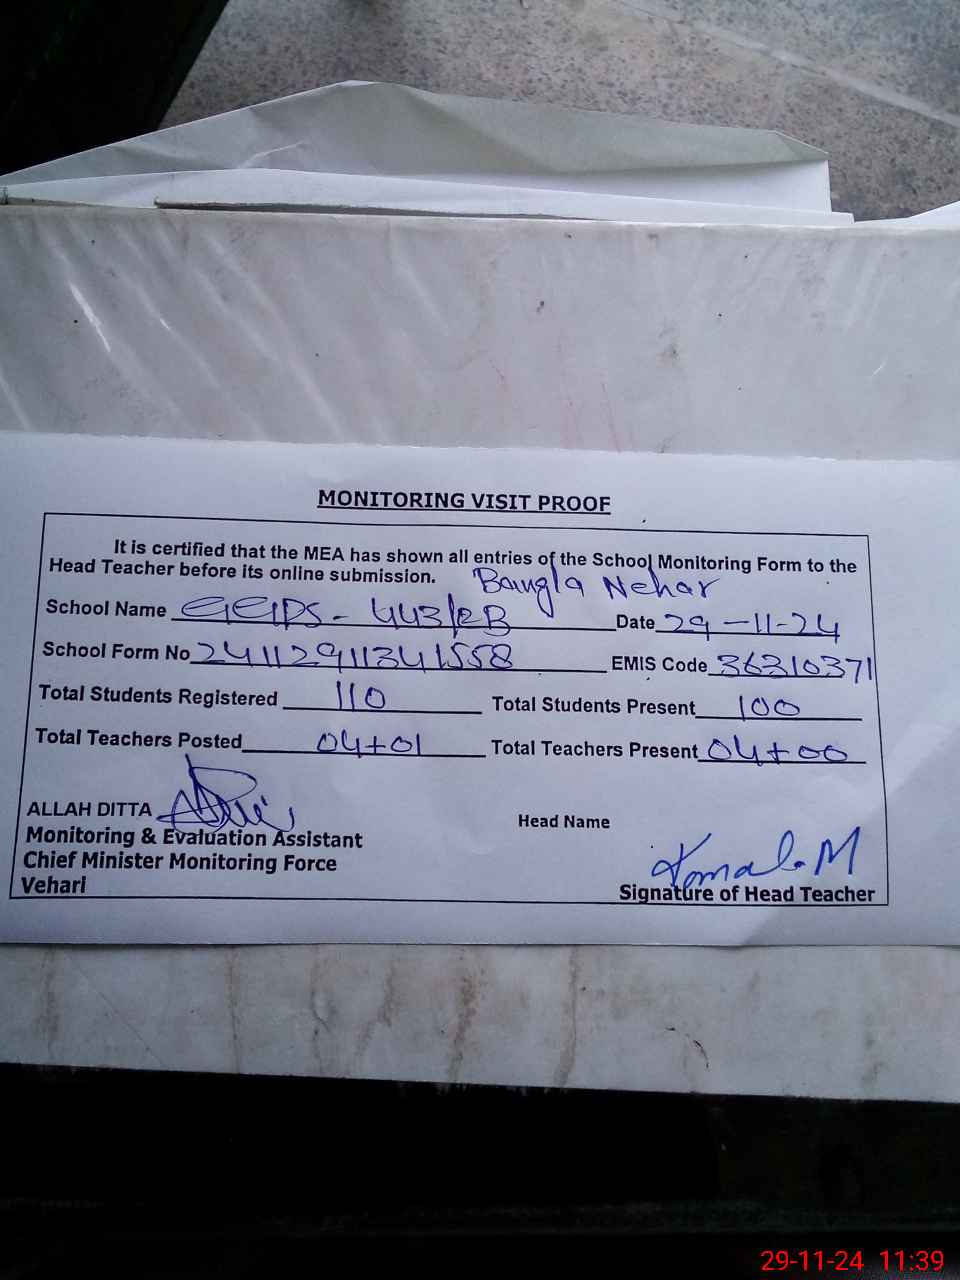 MONITORING VISIT PROOF
It is certified that the MEA has shown all entries of the School Monitoring Form to the
Head Teacher before its online submission.
Bangla Nehar
School Name GGPS - 443/EB Date 29-11-24
School Form No 24112911341558 EMIS Code 36310371
Total Students Registered 110 Total Students Present 100
Total Teachers Posted 04+01 Total Teachers Present 04+00
ALLAH DITTA
Head Name
Monitoring & Evaluation Assistant
Chief Minister Monitoring Force
Komal M
Vehari
Signature of Head Teacher
29-11-24 11:39